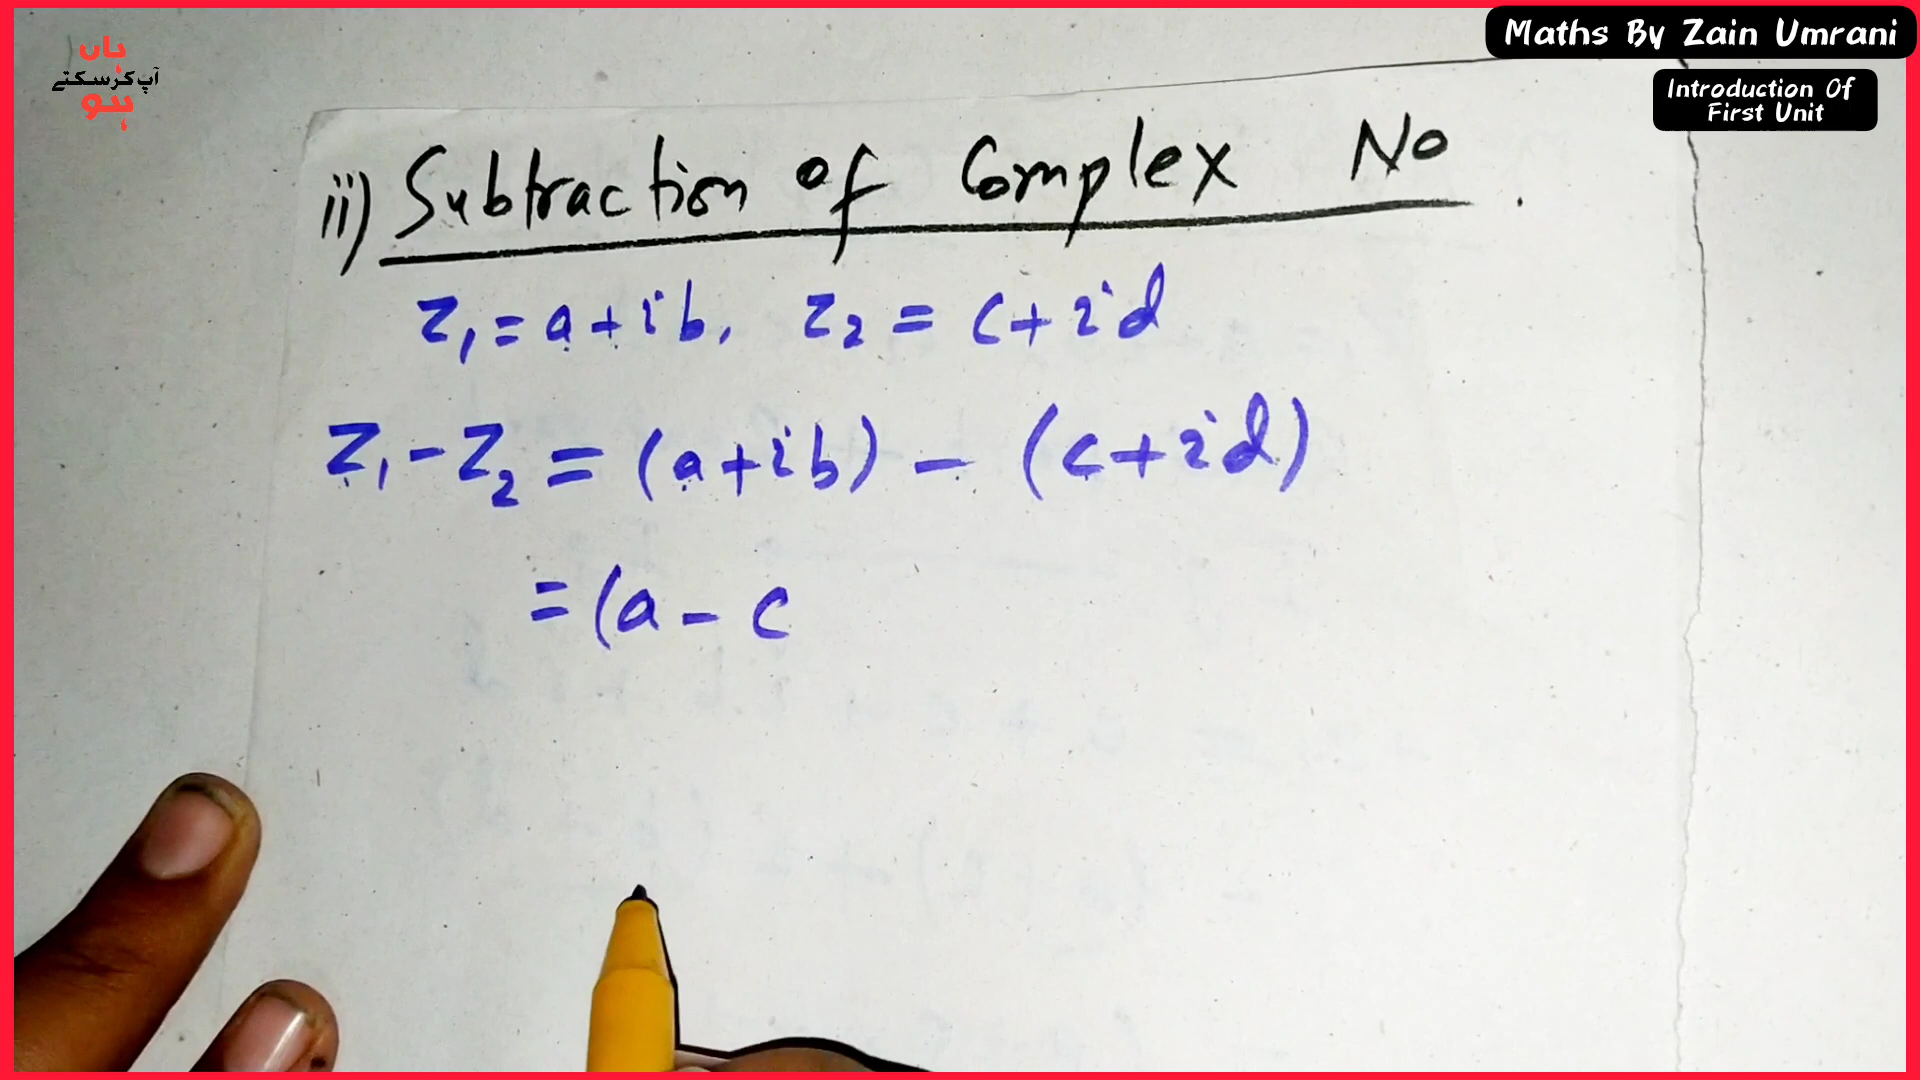 Maths By Zain Umrani
Introduction Of
First Unit
ہاں
آپ کر سکتے
ہو
ii) Subtraction of Complex No.
Z₁ = a + ib, Z₂ = c + id
Z₁ - Z₂ = (a + ib) - (c + id)
= (a - c